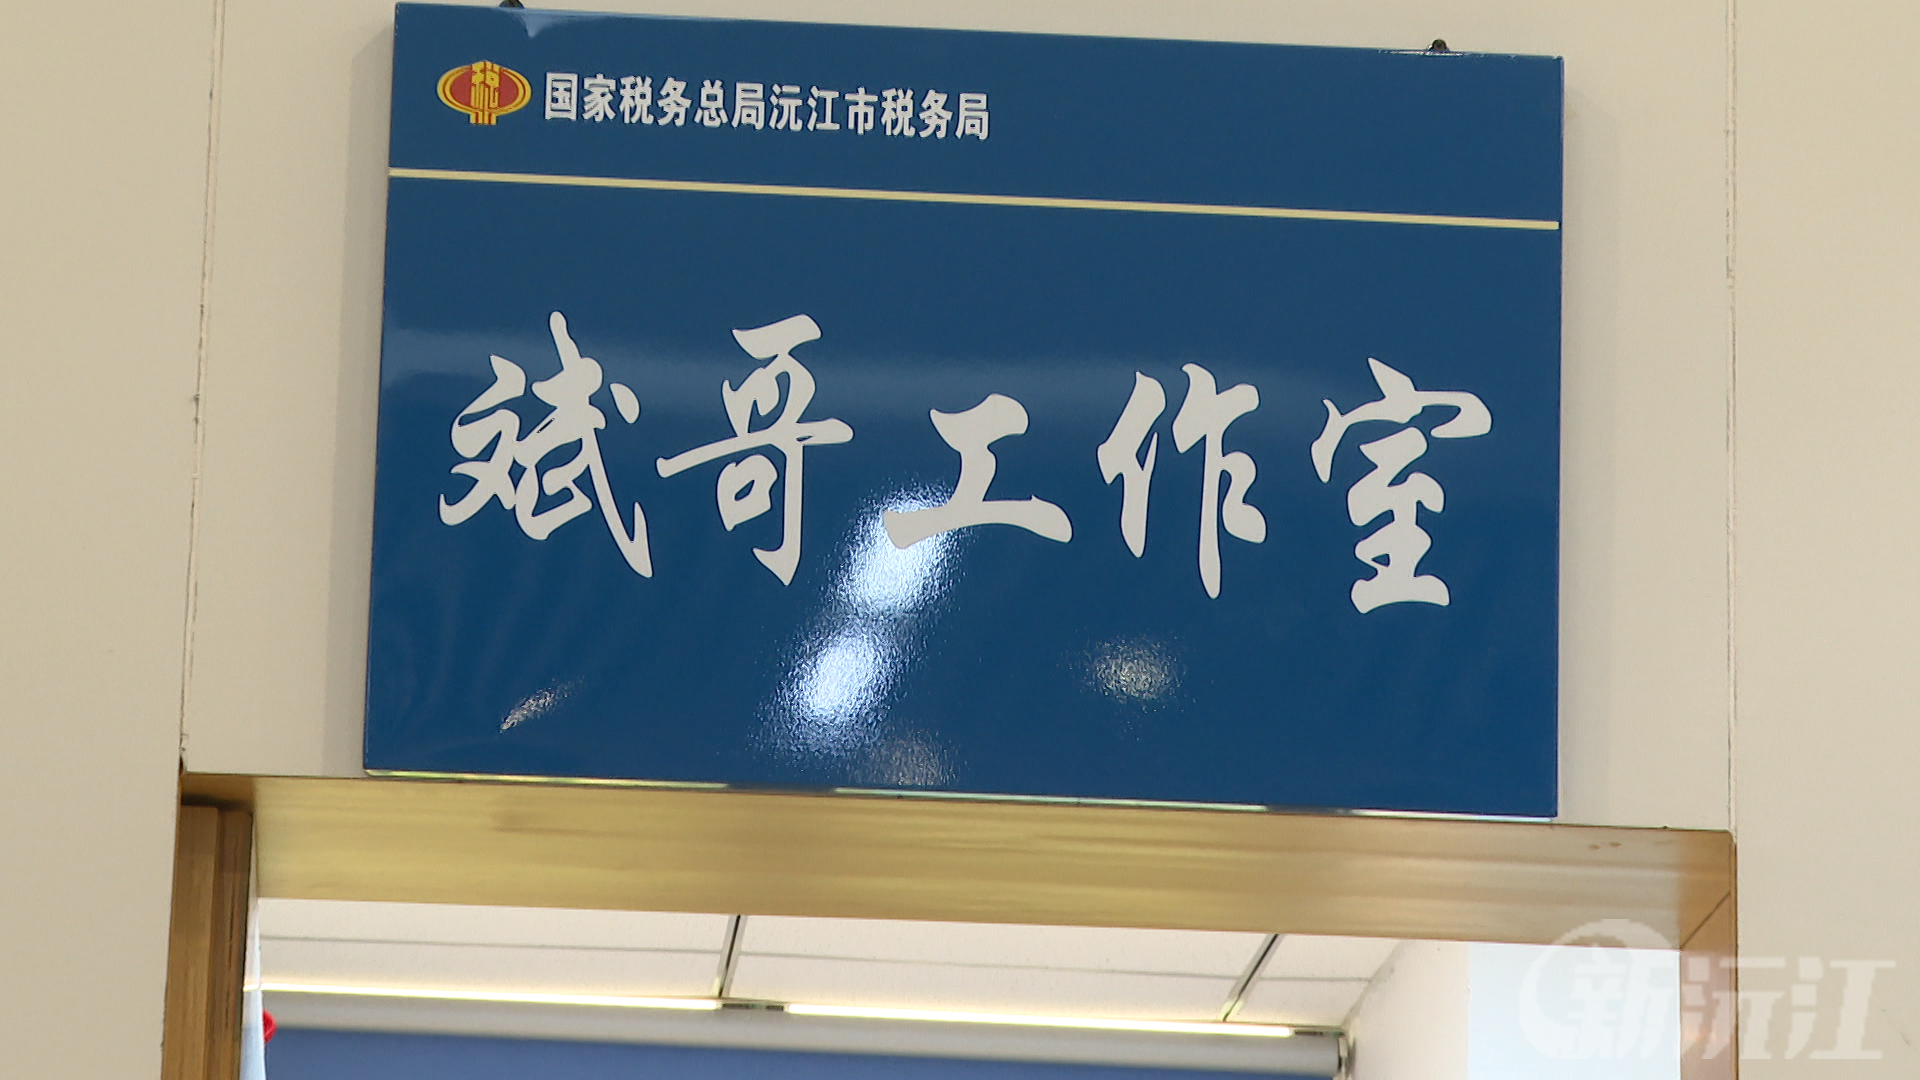 税
国家税务总局沅江市税务局
斌哥工作室
新沅江